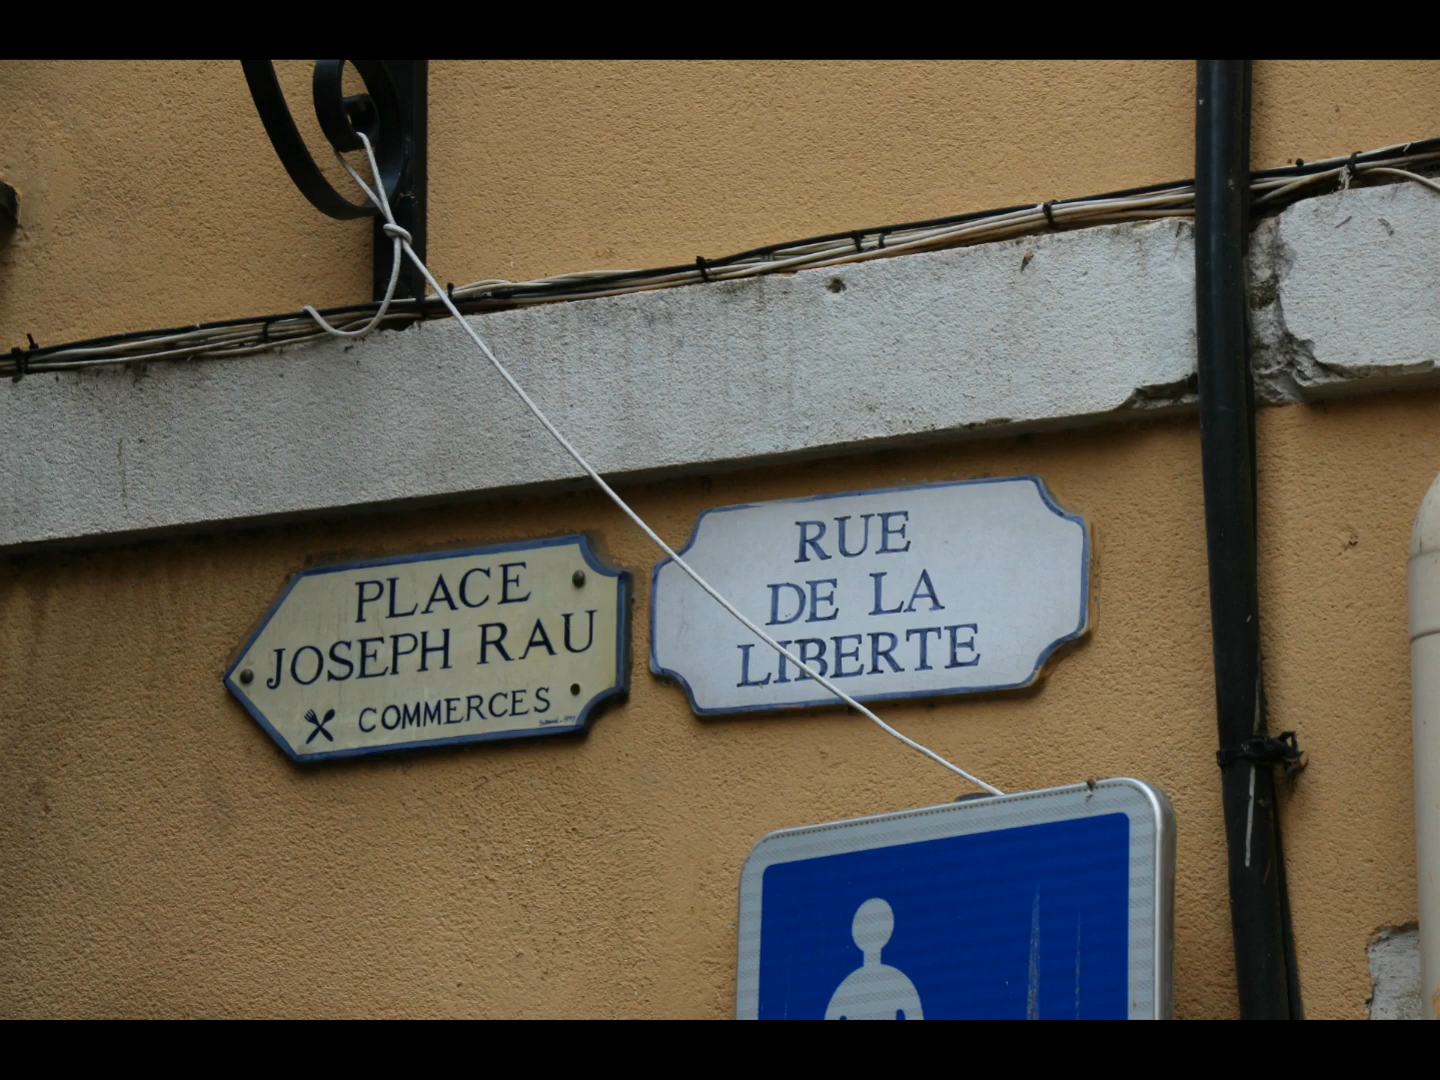 PLACE
JOSEPH RAU
COMMERCES
RUE
DE LA
LIBERTE